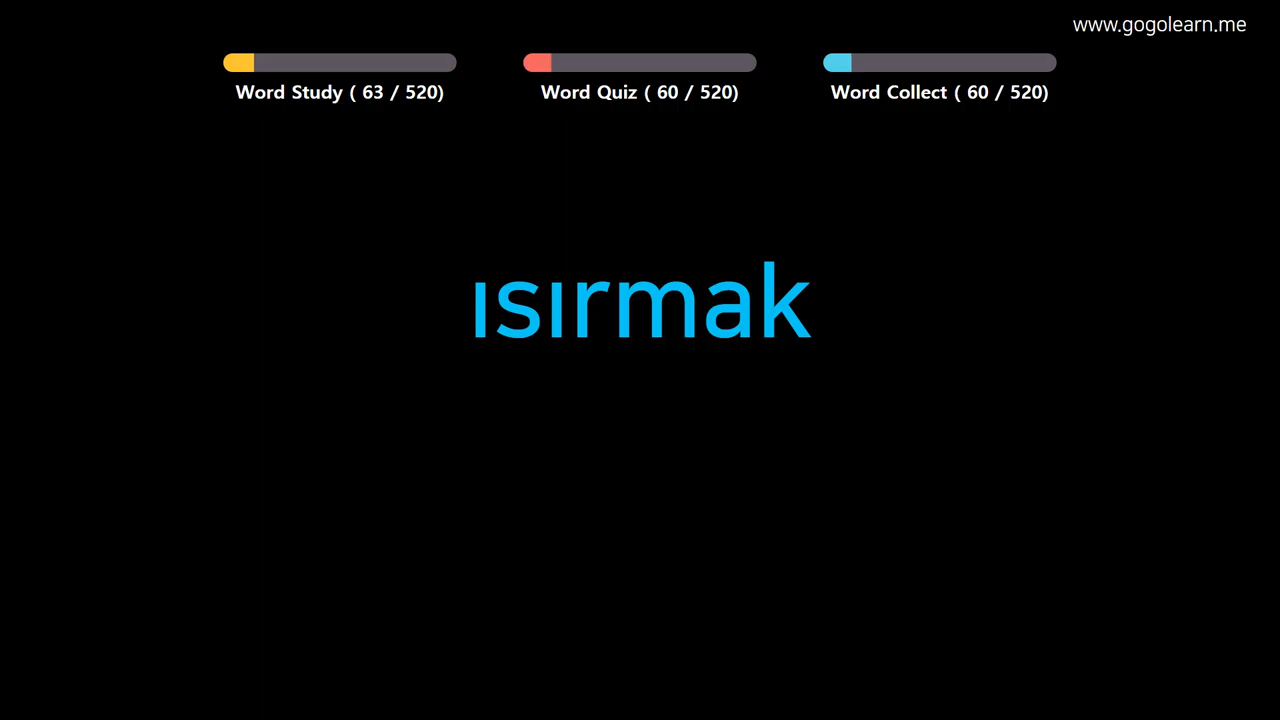 www.gogolearn.me
Word Study ( 63 / 520)
Word Quiz ( 60 / 520)
Word Collect ( 60 / 520)
ısırmak